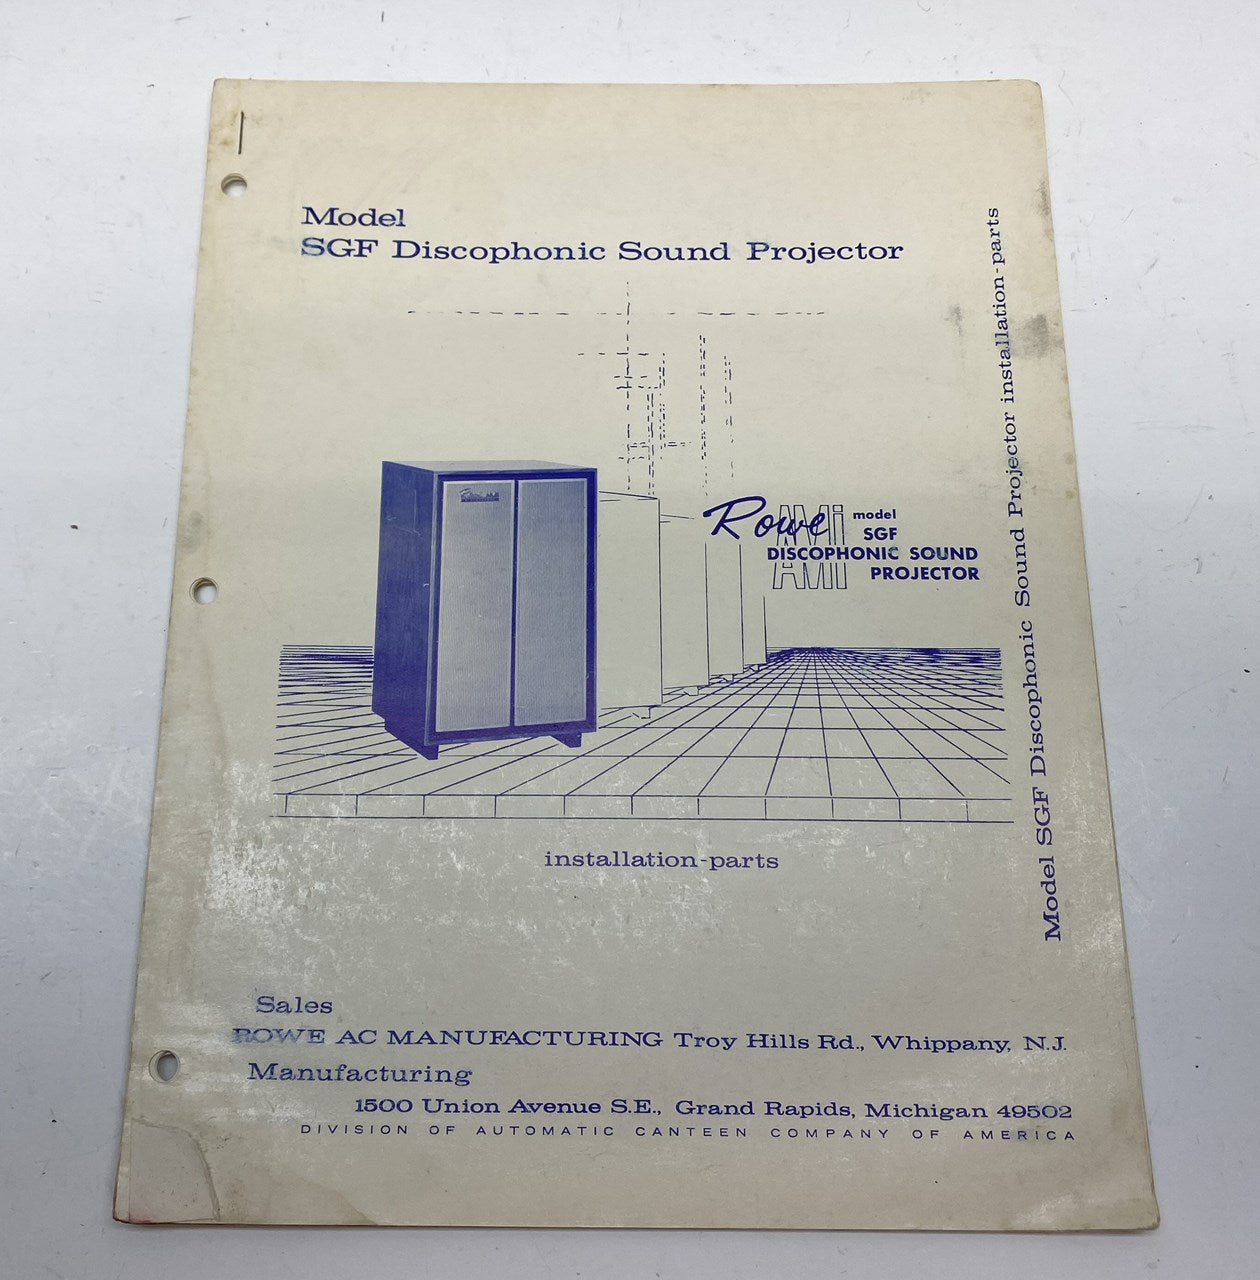 Model
SGF Discophonic Sound Projector
Rowe
AMi
model
SGF
DISCOPHONIC SOUND
PROJECTOR
AMi
installation-parts
Model SGF Discophonic Sound Projector installation-parts
Sales
ROWE AC MANUFACTURING Troy Hills Rd., Whippany, N.J.
Manufacturing
1500 Union Avenue S.E., Grand Rapids, Michigan 49502
DIVISION OF AUTOMATIC CANTEEN COMPANY OF AMERICA